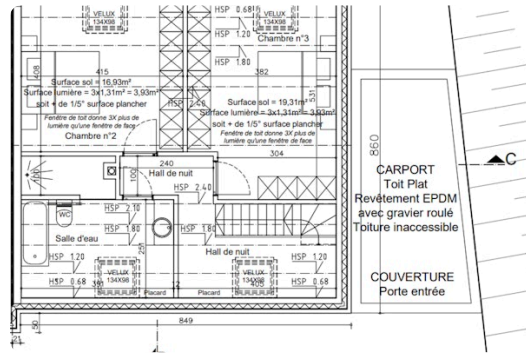 VELUX
134X98
VELUX
134X98
HSP 0.68
HSP 1.20
HSP 1.80
Chambre n°3
408
415
382
Surface sol = 16,93m²
Surface lumière = 3x1,31m² = 3,93m²
soit + de 1/5° surface plancher
Fenêtre de toit donne 3X plus de
lumière qu'une fenêtre de face
Chambre n°2
HSP 2.40
Surface sol = 19,31m²
Surface lumière = 3x1,31m² = 3,93m²
soit + de 1/5° surface plancher
Fenêtre de toit donne 3X plus de
lumière qu'une fenêtre de face
531
240
304
100
100
Hall de nuit
HSP 2.40
860
C
CARPORT
Toit Plat
Revêtement EPDM
avec gravier roulé
Toiture inaccessible
COUVERTURE
Porte entrée
WC
HSP 2.10
HSP 1.80
HSP 1.80
Salle d'eau
251
Hall de nuit
HSP 1.20
HSP 1.20
VELUX
134X98
VELUX
134X98
HSP 0.68
HSP 0.68
Placard
Placard
405
849
50
21